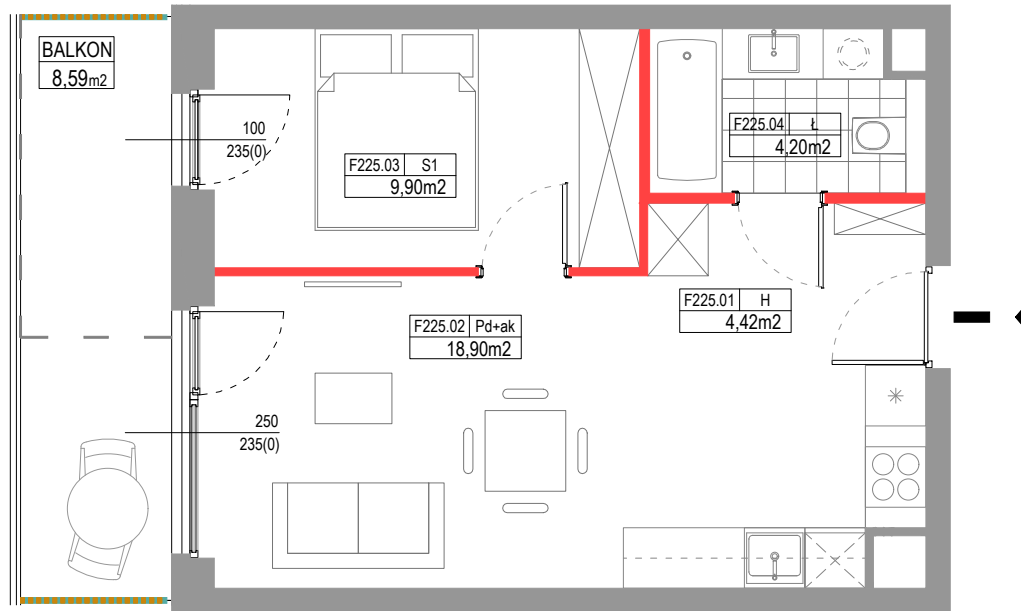 BALKON
8,59m2
100
235(0)
F225.03 S1
9,90m2
F225.04 Ł
4,20m2
F225.01 H
4,42m2
F225.02 Pd+ak
18,90m2
250
235(0)